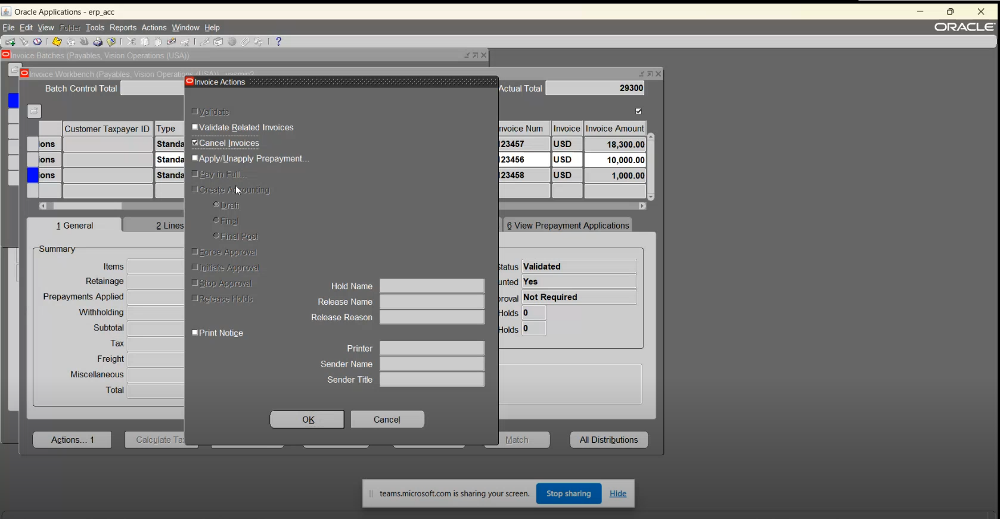 Oracle Applications - erp_acc
File Edit View Folder Tools Reports Actions Window Help
ORACLE
Invoice Batches (Payables, Vision Operations (USA))
Invoice Workbench (Payables, Vision Operations (USA))
Invoice Actions
Batch Control Total
Actual Total 29300
Validate
Validate Related Invoices
Cancel Invoices
Apply/Unapply Prepayment...
Pay in Full...
Create Accounting
Draft
Final
Final Post
Force Approval
Initiate Approval
Stop Approval
Release Holds
Hold Name
Release Name
Release Reason
Print Notice
Printer
Sender Name
Sender Title
OK Cancel
Customer Taxpayer ID Type nvoice Num Invoice Invoice Amount
ions Standa 123457 USD 18,300.00
ions Standa 123456 USD 10,000.00
ions Standa 123458 USD 1,000.00
1 General 2 Lines 6 View Prepayment Applications
Summary
Items
Retainage
Prepayments Applied
Withholding
Subtotal
Tax
Freight
Miscellaneous
Total
Status Validated
unted Yes
proval Not Required
Holds 0
Holds 0
Actions... 1 Calculate Ta Match All Distributions
teams.microsoft.com is sharing your screen. Stop sharing Hide